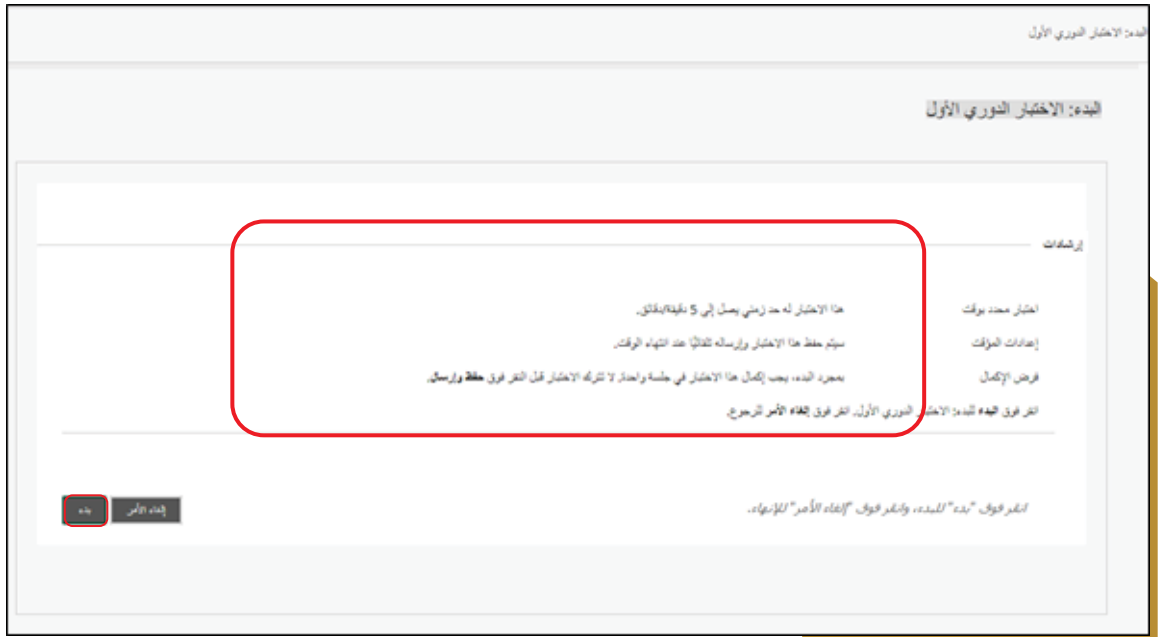 البدء: الاختبار الدوري الأول
البدء: الاختبار الدوري الأول
إرشادات
اختبار محدد بوقت هذا الاختبار له حد زمني يصل إلى 5 دقيقة/دقائق.
إعدادات المؤقت سيتم حفظ هذا الاختبار وإرساله تلقائيًا عند انتهاء الوقت.
فرض الإكمال بمجرد البدء، يجب إكمال هذا الاختبار في جلسة واحدة. لا تترك الاختبار قبل النقر فوق حفظ وإرسال.
انقر فوق البدء للبدء: الاختبار الدوري الأول. انقر فوق إلغاء الأمر للرجوع.
انقر فوق "بدء" للبدء، وانقر فوق "إلغاء الأمر" للإنهاء.
إلغاء الأمر بدء